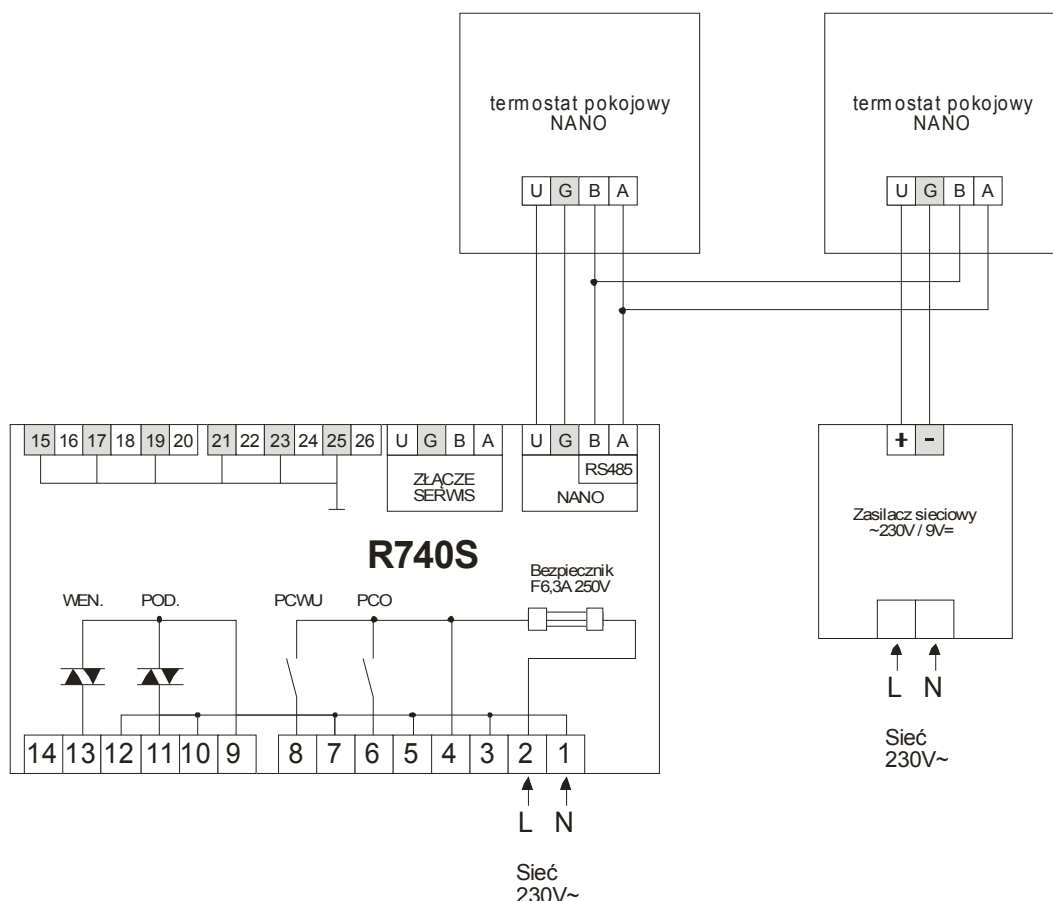 termostat pokojowy
NANO
U G B A
termostat pokojowy
NANO
U G B A
15 16 17 18 19 20 21 22 23 24 25 26
U G B A
ZŁĄCZE
SERWIS
U G B A
RS485
NANO
R740S
Bezpiecznik
F6,3A 250V
WEN. POD. PCWU PCO
14 13 12 11 10 9 8 7 6 5 4 3 2 1
L N
Sieć
230V~
+ -
Zasilacz sieciowy
~230V / 9V=
L N
Sieć
230V~